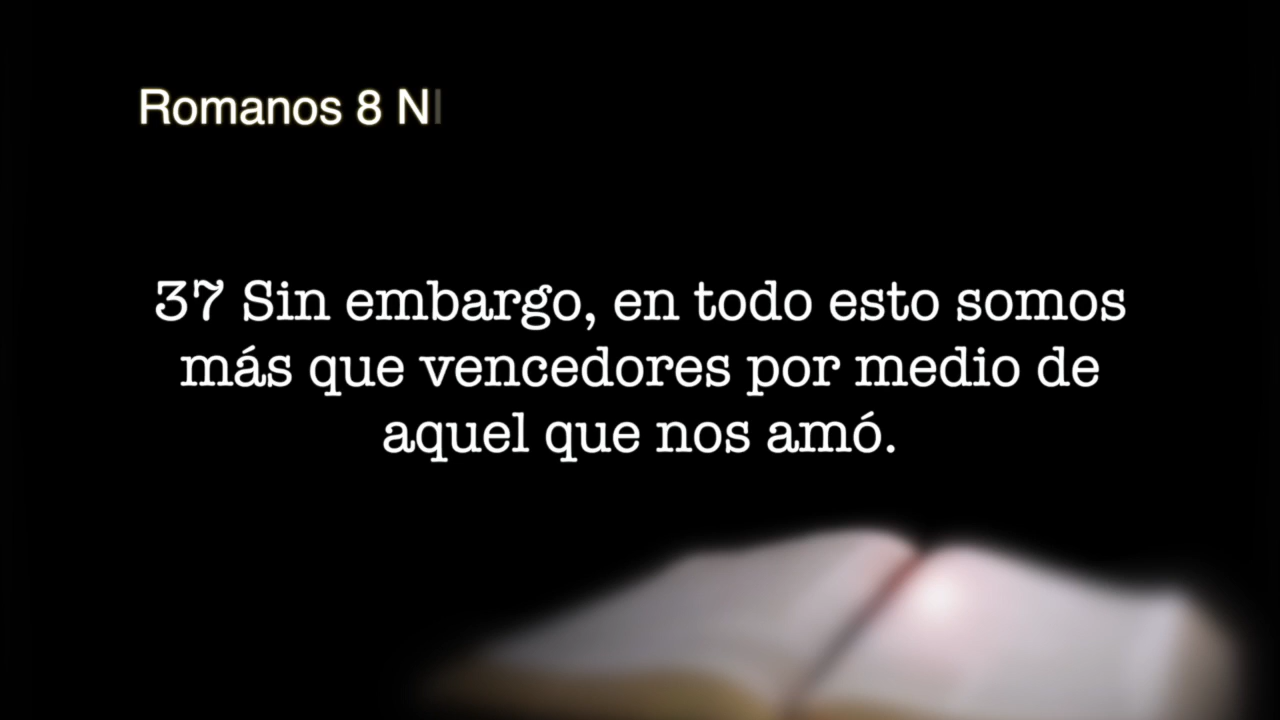 Romanos 8 N
37 Sin embargo, en todo esto somos
más que vencedores por medio de
aquel que nos amó.